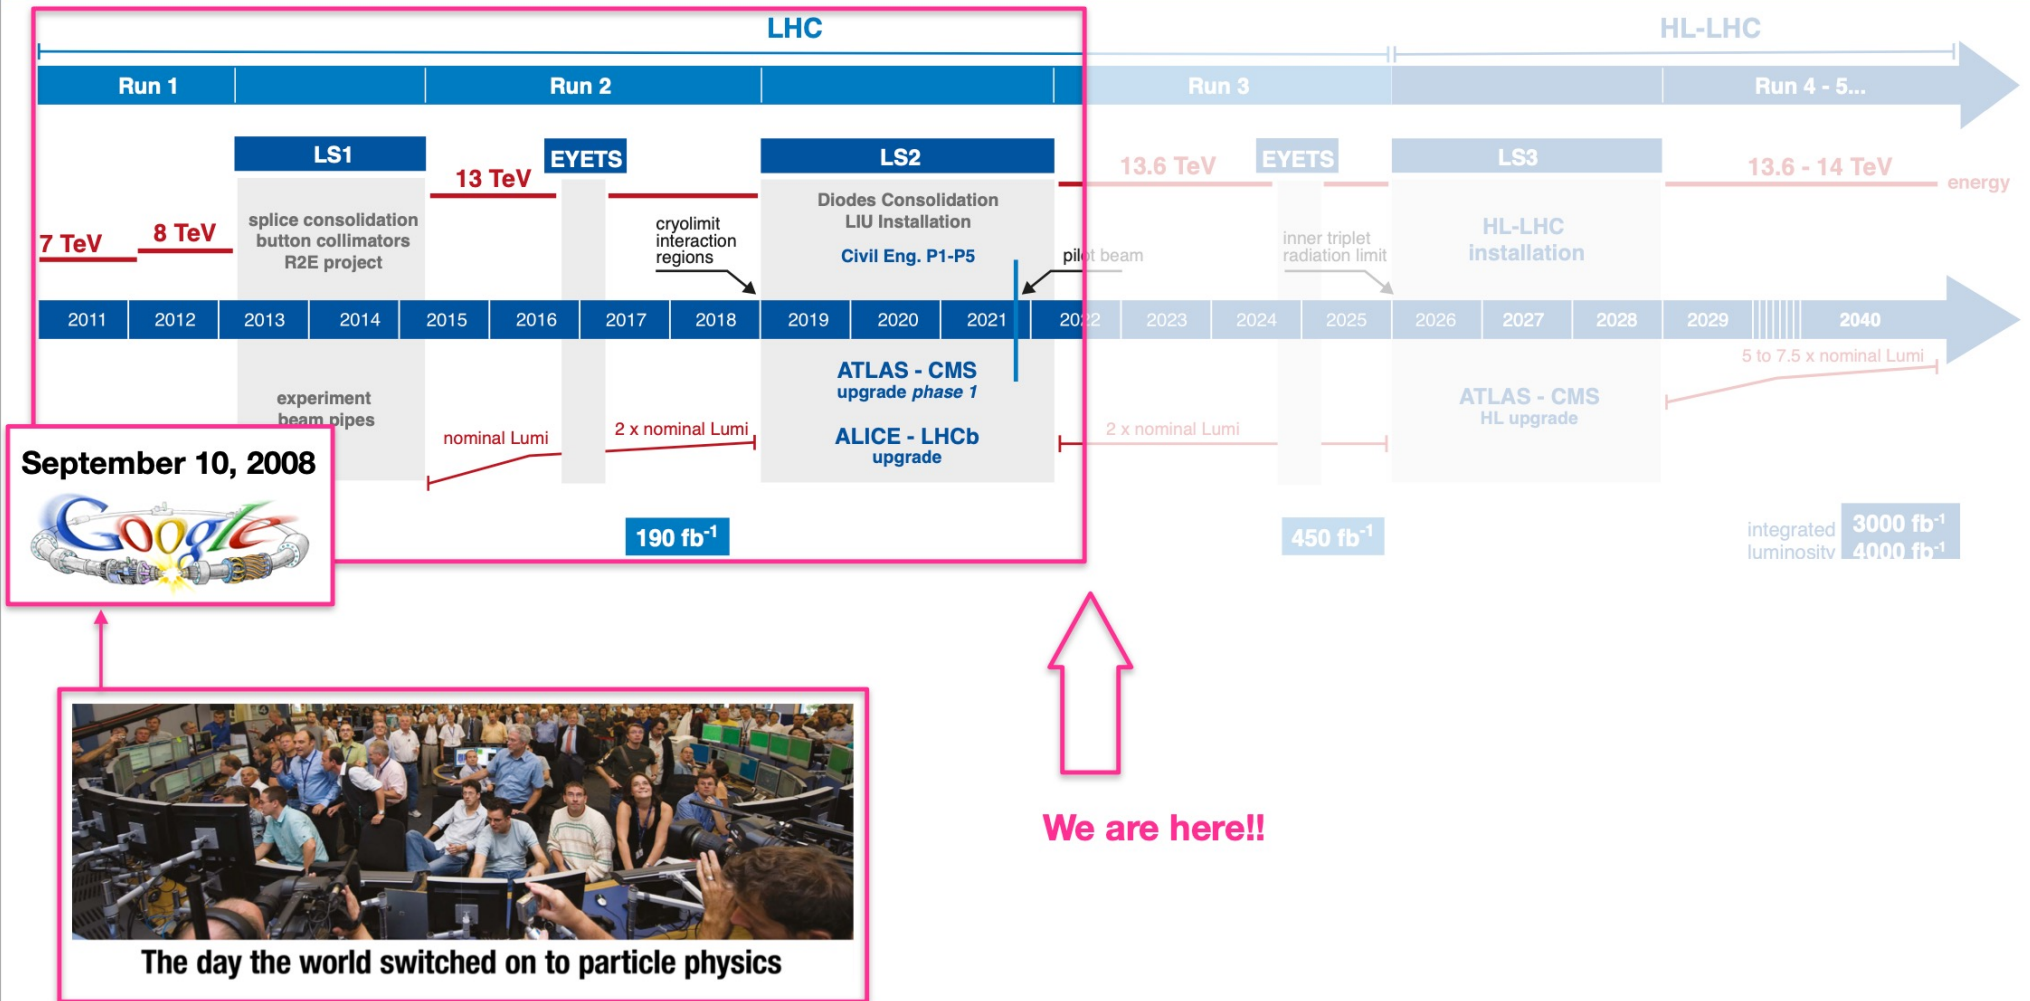 LHC
HL-LHC
Run 1
Run 2
Run 3
Run 4 - 5...
LS1
EYETS
LS2
EYETS
LS3
13 TeV
13.6 TeV
13.6 - 14 TeV
energy
7 TeV
8 TeV
splice consolidation
button collimators
R2E project
cryolimit
interaction
regions
Diodes Consolidation
LIU Installation
Civil Eng. P1-P5
pilot beam
inner triplet
radiation limit
HL-LHC
installation
2011 2012 2013 2014 2015 2016 2017 2018 2019 2020 2021 2022 2023 2024 2025 2026 2027 2028 2029 2040
5 to 7.5 x nominal Lumi
experiment
beam pipes
nominal Lumi
2 x nominal Lumi
ATLAS - CMS
upgrade phase 1
ALICE - LHCb
upgrade
2 x nominal Lumi
ATLAS - CMS
HL upgrade
September 10, 2008
Google
190 fb-1
450 fb-1
integrated
luminosity
3000 fb-1
4000 fb-1
We are here!!
The day the world switched on to particle physics